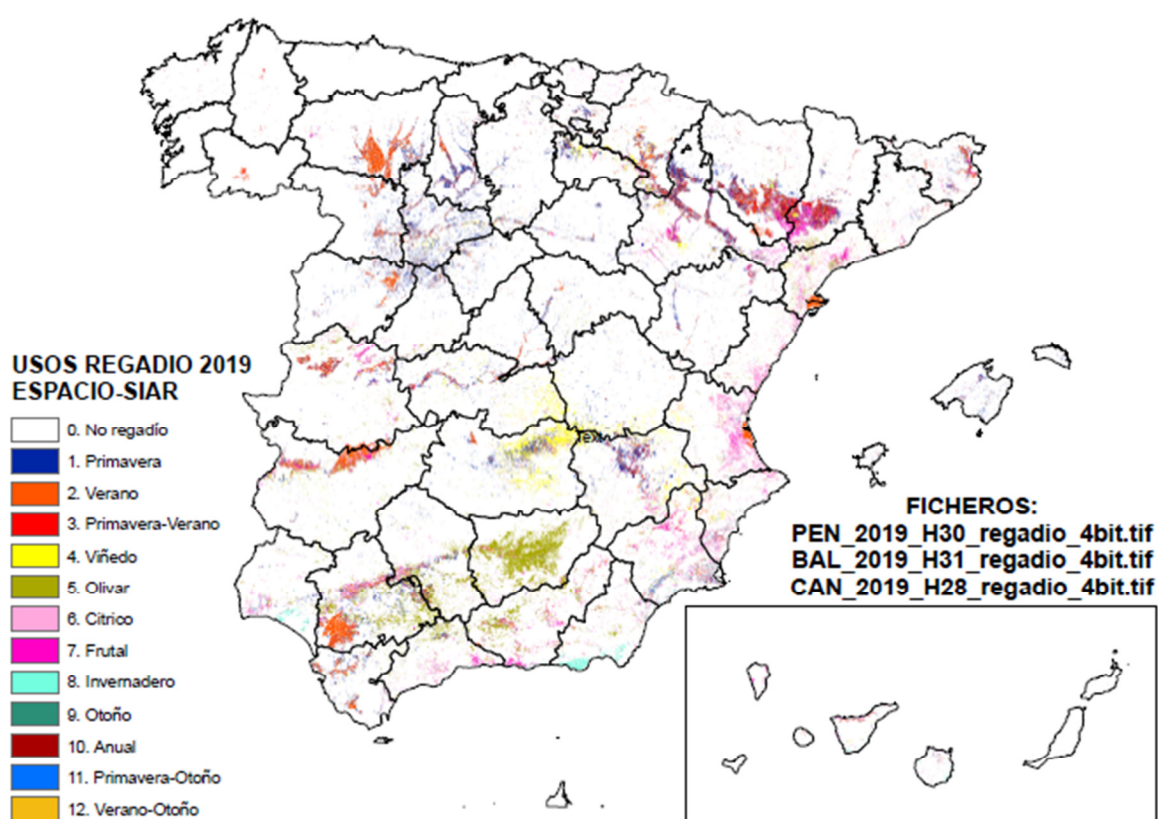 USOS REGADIO 2019
ESPACIO-SIAR
0. No regadío
1. Primavera
2. Verano
3. Primavera-Verano
4. Viñedo
5. Olivar
6. Citrico
7. Frutal
8. Invernadero
9. Otoño
10. Anual
11. Primavera-Otoño
12. Verano-Otoño
FICHEROS:
PEN_2019_H30_regadio_4bit.tif
BAL_2019_H31_regadio_4bit.tif
CAN_2019_H28_regadio_4bit.tif